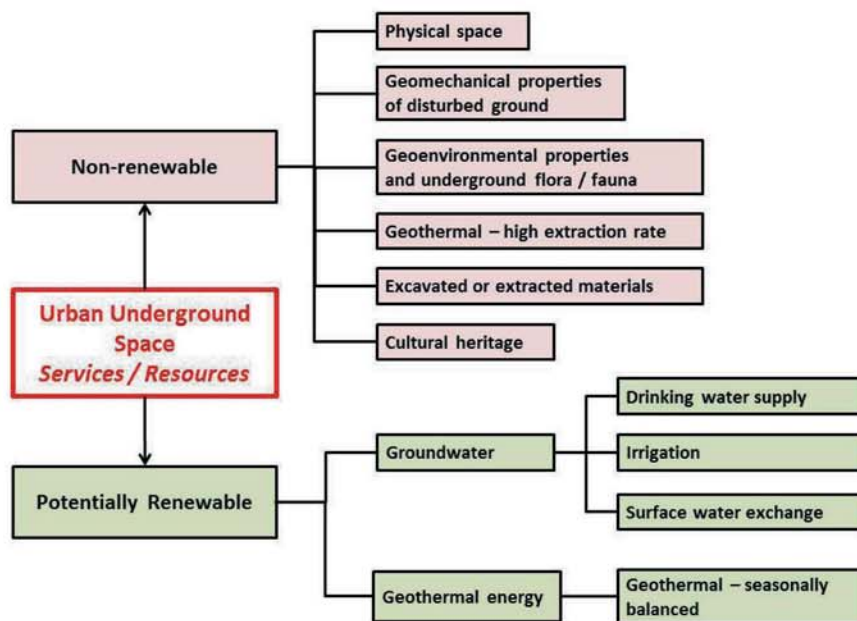 Physical space
Geomechanical properties
of disturbed ground
Non-renewable
Geoenvironmental properties
and underground flora / fauna
Geothermal – high extraction rate
Excavated or extracted materials
Cultural heritage
Urban Underground
Space
Services / Resources
Drinking water supply
Groundwater
Irrigation
Potentially Renewable
Surface water exchange
Geothermal energy
Geothermal – seasonally
balanced